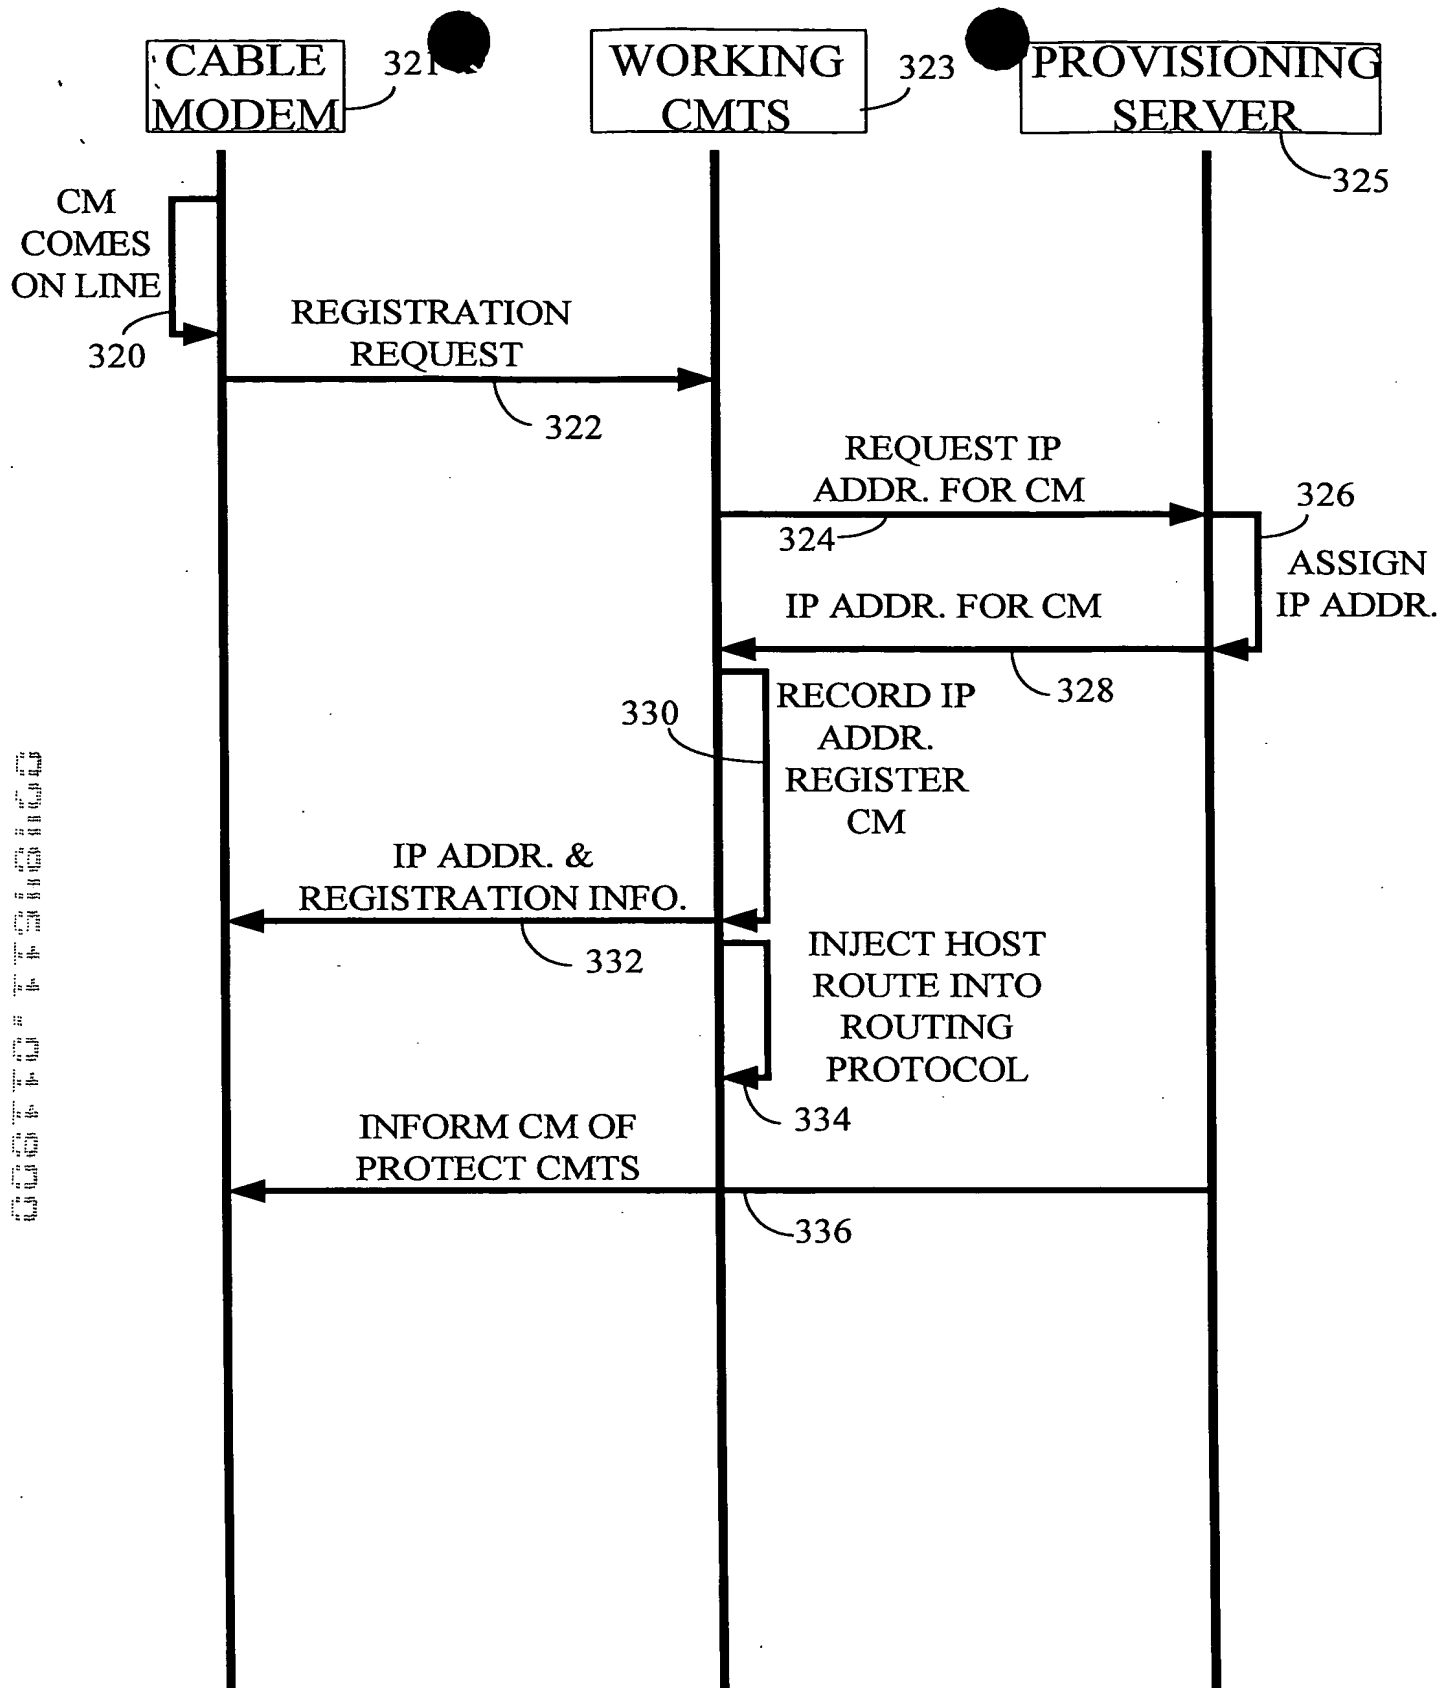 CABLE
MODEM
321
WORKING
CMTS
323
PROVISIONING
SERVER
325
CM
COMES
ON LINE
320
REGISTRATION
REQUEST
322
REQUEST IP
ADDR. FOR CM
324
326
ASSIGN
IP ADDR.
IP ADDR. FOR CM
328
330
RECORD IP
ADDR.
REGISTER
CM
IP ADDR. &
REGISTRATION INFO.
332
INJECT HOST
ROUTE INTO
ROUTING
PROTOCOL
334
INFORM CM OF
PROTECT CMTS
336